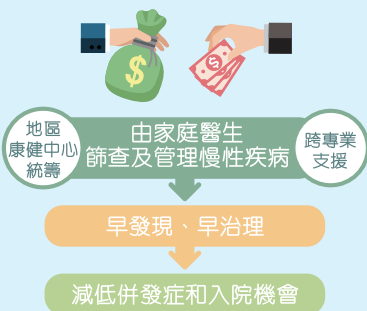 $
$
地區
康健中心
統籌
由家庭醫生
篩查及管理慢性疾病
跨專業
支援
早發現、早治理
減低併發症和入院機會